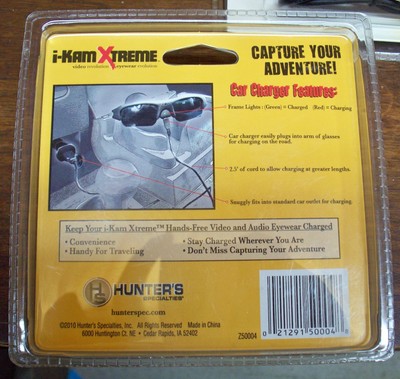 i-Kam Xtreme
video revolution eyewear evolution
CAPTURE YOUR
ADVENTURE!
Car Charger Features:
Frame Lights : (Green) = Charged (Red) = Charging
Car charger easily plugs into arm of glasses
for charging on the road.
2.5' of cord to allow charging at greater lengths.
Snuggly fits into standard car outlet for charging.
Keep Your i-Kam Xtreme™ Hands-Free Video and Audio Eyewear Charged
• Convenience
• Handy For Traveling
• Stay Charged Wherever You Are
• Don't Miss Capturing Your Adventure
HS
HUNTER'S
SPECIALTIES®
hunterspec.com
©2010 Hunter's Specialties, Inc. All Rights Reserved Made in China
6000 Huntington Ct. NE • Cedar Rapids, IA 52402
Z50004
0 21291 50004